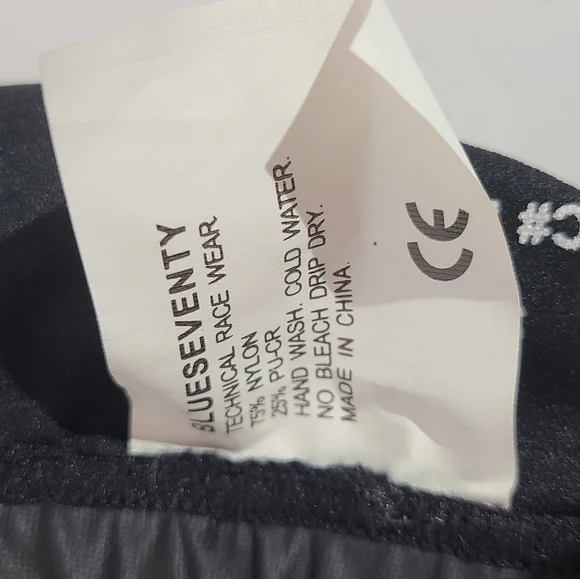 BLUESEVENTY
TECHNICAL RACE WEAR
75% NYLON
25% PU-CR
HAND WASH. COLD WATER.
NO BLEACH DRIP DRY.
MADE IN CHINA.
CE